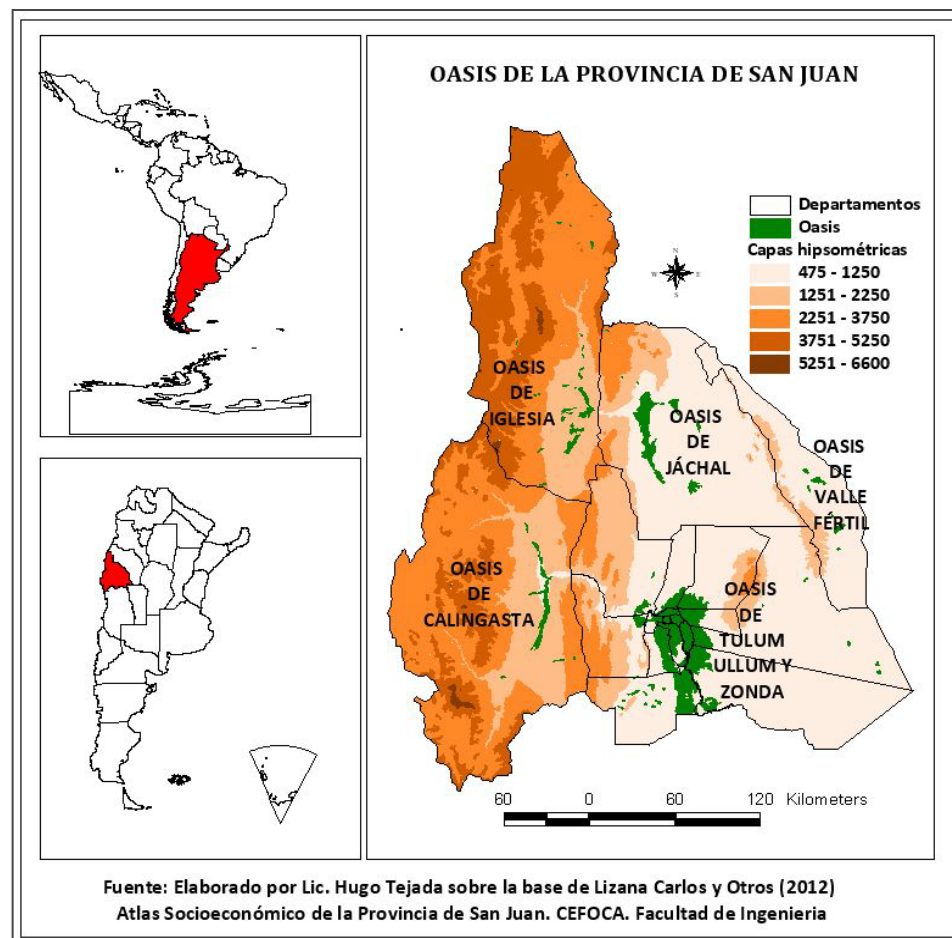 OASIS DE LA PROVINCIA DE SAN JUAN
Departamentos
Oasis
Capas hipsométricas
475 - 1250
1251 - 2250
2251 - 3750
3751 - 5250
5251 - 6600
N
W E
S
OASIS
DE
IGLESIA
OASIS
DE
JÁCHAL
OASIS
DE
VALLE
FÉRTIL
OASIS
DE
CALINGASTA
OASIS
DE
TULUM
ULLUM Y
ZONDA
60 0 60 120 Kilometers
Fuente: Elaborado por Lic. Hugo Tejada sobre la base de Lizana Carlos y Otros (2012)
Atlas Socioeconómico de la Provincia de San Juan. CEFOCA. Facultad de Ingenieria